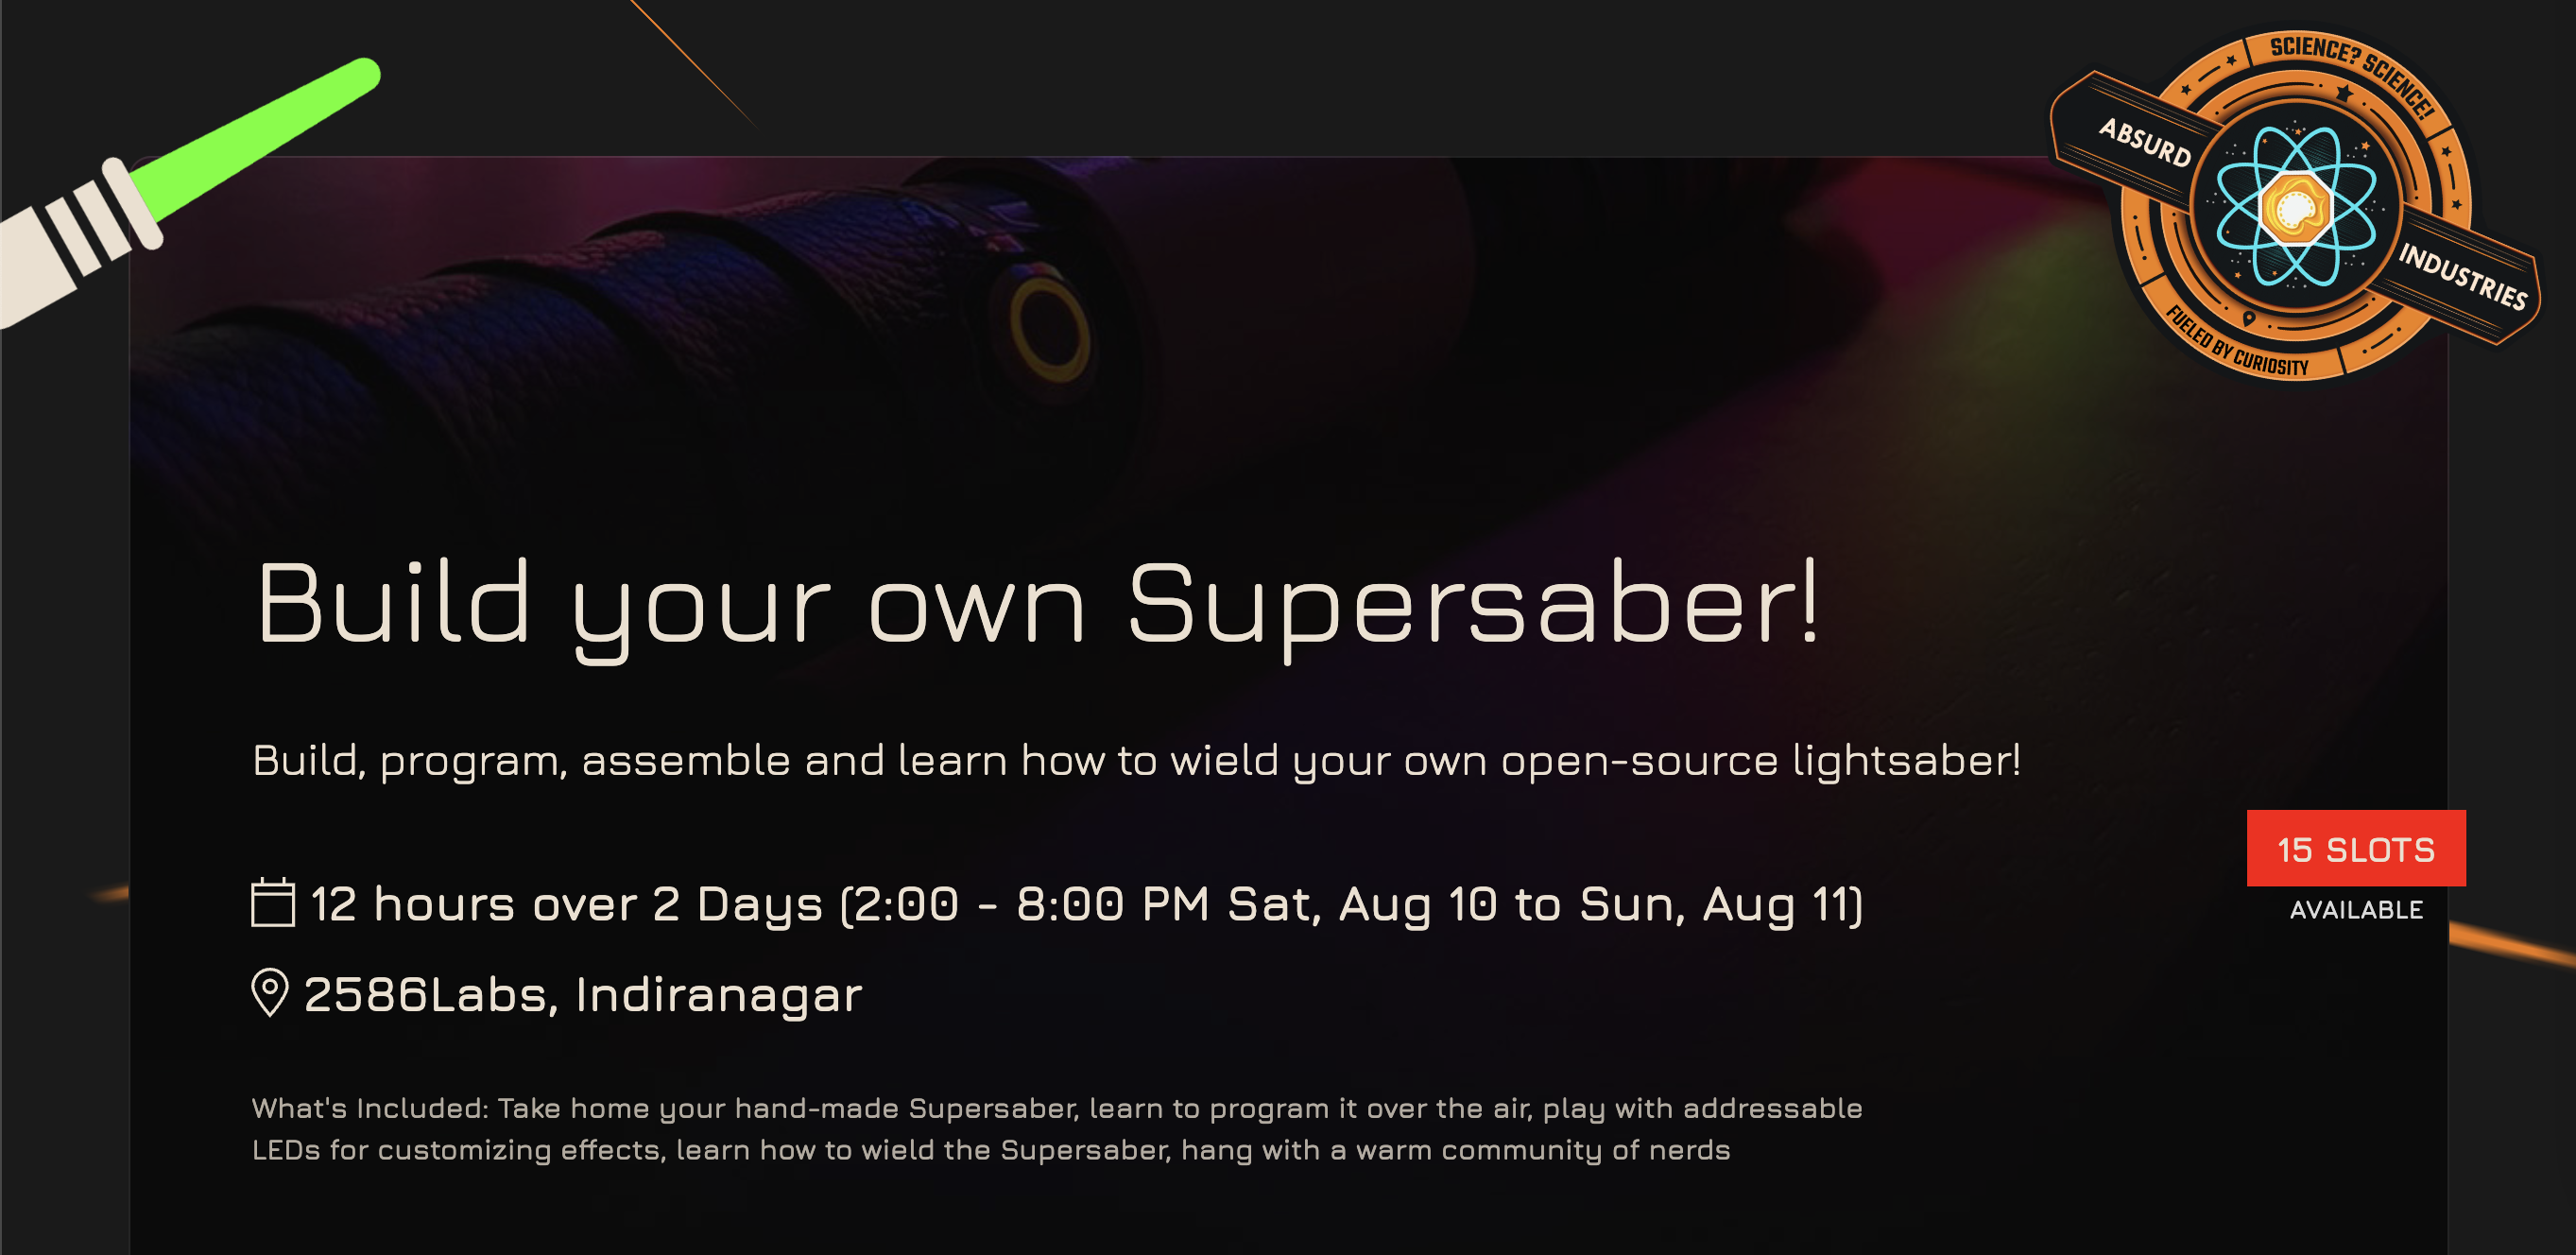 SCIENCE? SCIENCE!
ABSURD
INDUSTRIES
FUELED BY CURIOSITY
Build your own Supersaber!
Build, program, assemble and learn how to wield your own open-source lightsaber!
15 SLOTS
AVAILABLE
12 hours over 2 Days (2:00 - 8:00 PM Sat, Aug 10 to Sun, Aug 11)
2586Labs, Indiranagar
What's Included: Take home your hand-made Supersaber, learn to program it over the air, play with addressable
LEDs for customizing effects, learn how to wield the Supersaber, hang with a warm community of nerds